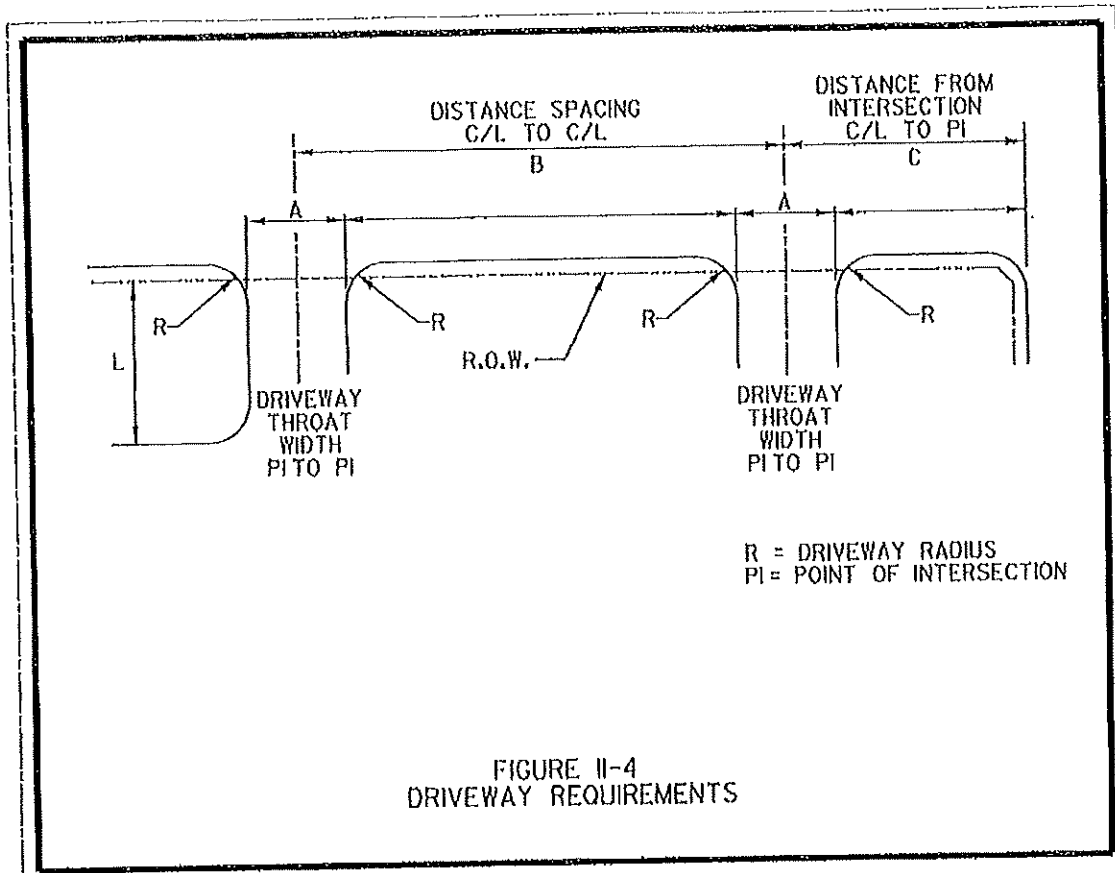 DISTANCE SPACING
C/L TO C/L
B
DISTANCE FROM
INTERSECTION
C/L TO PI
C
A
A
R
R
R
R
L
R.O.W.
DRIVEWAY
THROAT
WIDTH
PI TO PI
DRIVEWAY
THROAT
WIDTH
PI TO PI
R = DRIVEWAY RADIUS
PI= POINT OF INTERSECTION
FIGURE II-4
DRIVEWAY REQUIREMENTS